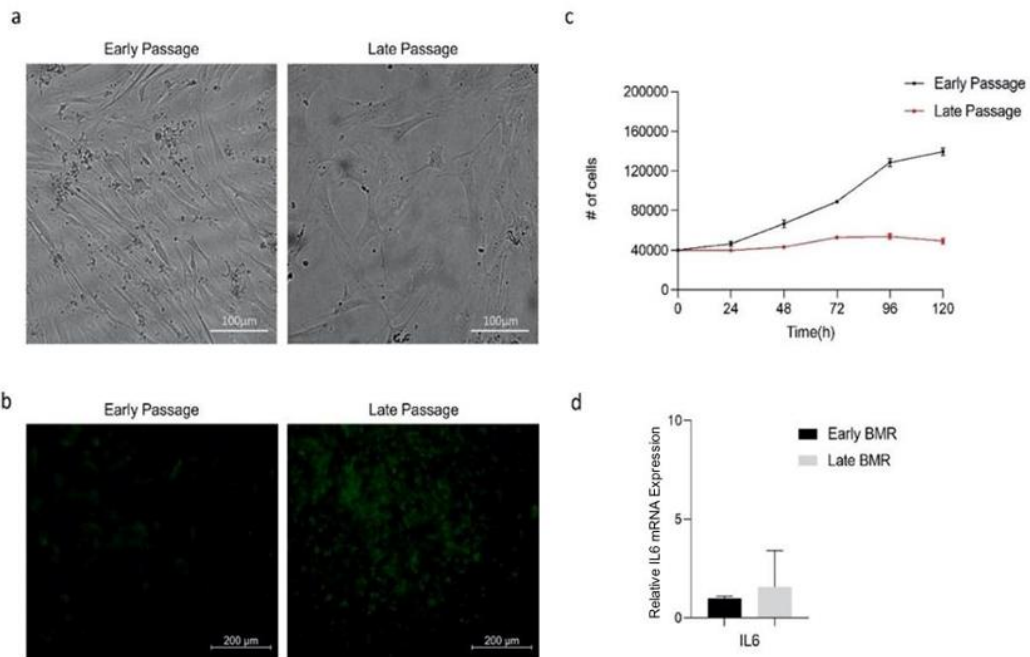 a
Early Passage
Late Passage
100µm
100µm
b
Early Passage
Late Passage
200 µm
200 µm
c
Early Passage
Late Passage
200000
160000
120000
80000
40000
0
# of cells
0 24 48 72 96 120
Time(h)
d
Early BMR
Late BMR
10
5
0
Relative IL6 mRNA Expression
IL6